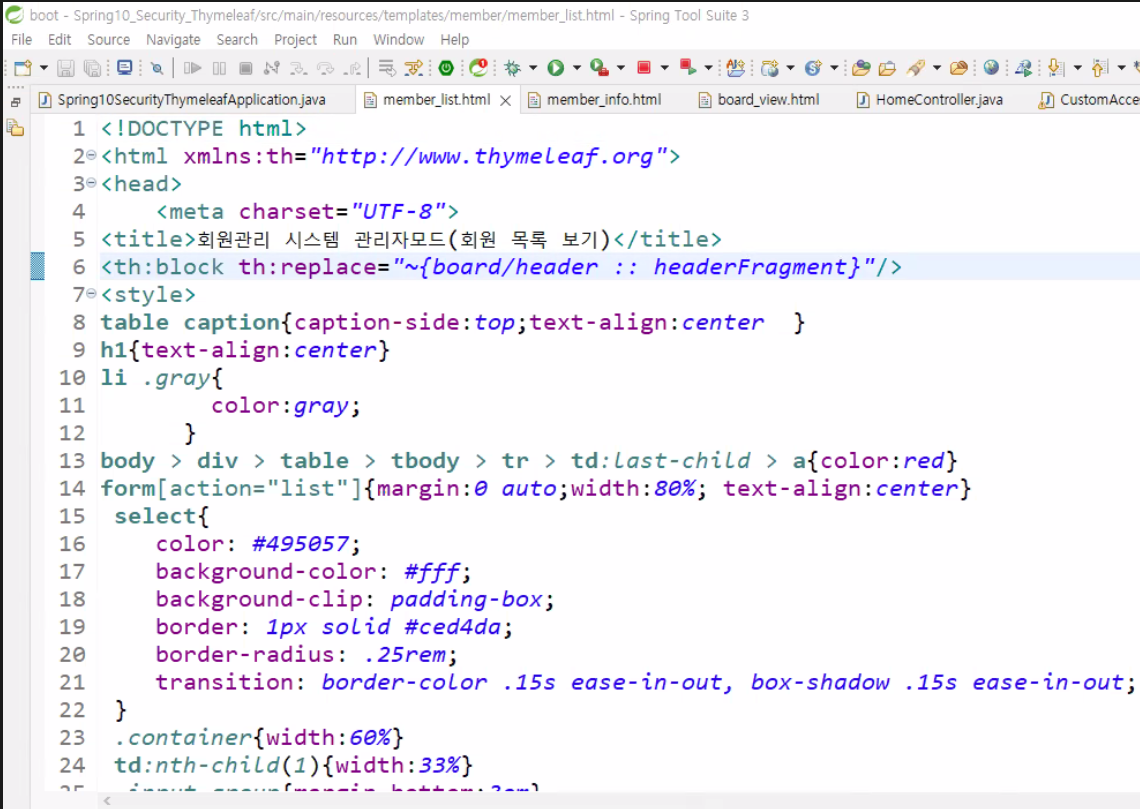 boot - Spring10_Security_Thymeleaf/src/main/resources/templates/member/member_list.html - Spring Tool Suite 3
File Edit Source Navigate Search Project Run Window Help
Spring10SecurityThymeleafApplication.java member_list.html member_info.html board_view.html HomeController.java CustomAcce
1 <!DOCTYPE html>
2 <html xmlns:th="http://www.thymeleaf.org">
3 <head>
4     <meta charset="UTF-8">
5 <title>회원관리 시스템 관리자모드(회원 목록 보기)</title>
6 <th:block th:replace="~{board/header :: headerFragment}"/>
7 <style>
8 table caption{caption-side:top;text-align:center  }
9 h1{text-align:center}
10 li .gray{
11         color:gray;
12       }
13 body > div > table > tbody > tr > td:last-child > a{color:red}
14 form[action="list"]{margin:0 auto;width:80%; text-align:center}
15  select{
16     color: #495057;
17     background-color: #fff;
18     background-clip: padding-box;
19     border: 1px solid #ced4da;
20     border-radius: .25rem;
21     transition: border-color .15s ease-in-out, box-shadow .15s ease-in-out;
22  }
23  .container{width:60%}
24  td:nth-child(1){width:33%}
25  .input-group{margin-bottom:3em}